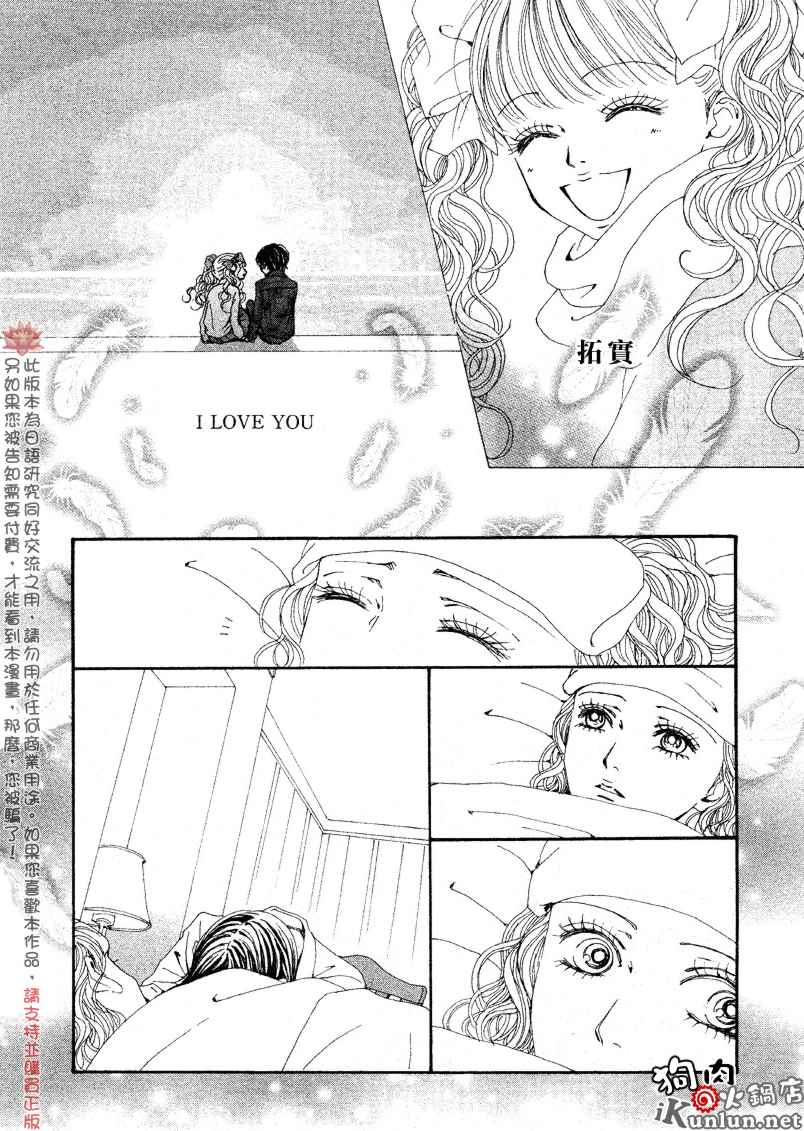 拓實
I LOVE YOU
此版本為日語研究同好交流之用，請勿用於任何商業用途。如果您喜歡本作品，請支持並購買正版
只如果您被告知需要付費，才能看到本漫畫，那麼，您被騙了！
狗肉
火鍋店
iKunlun.net